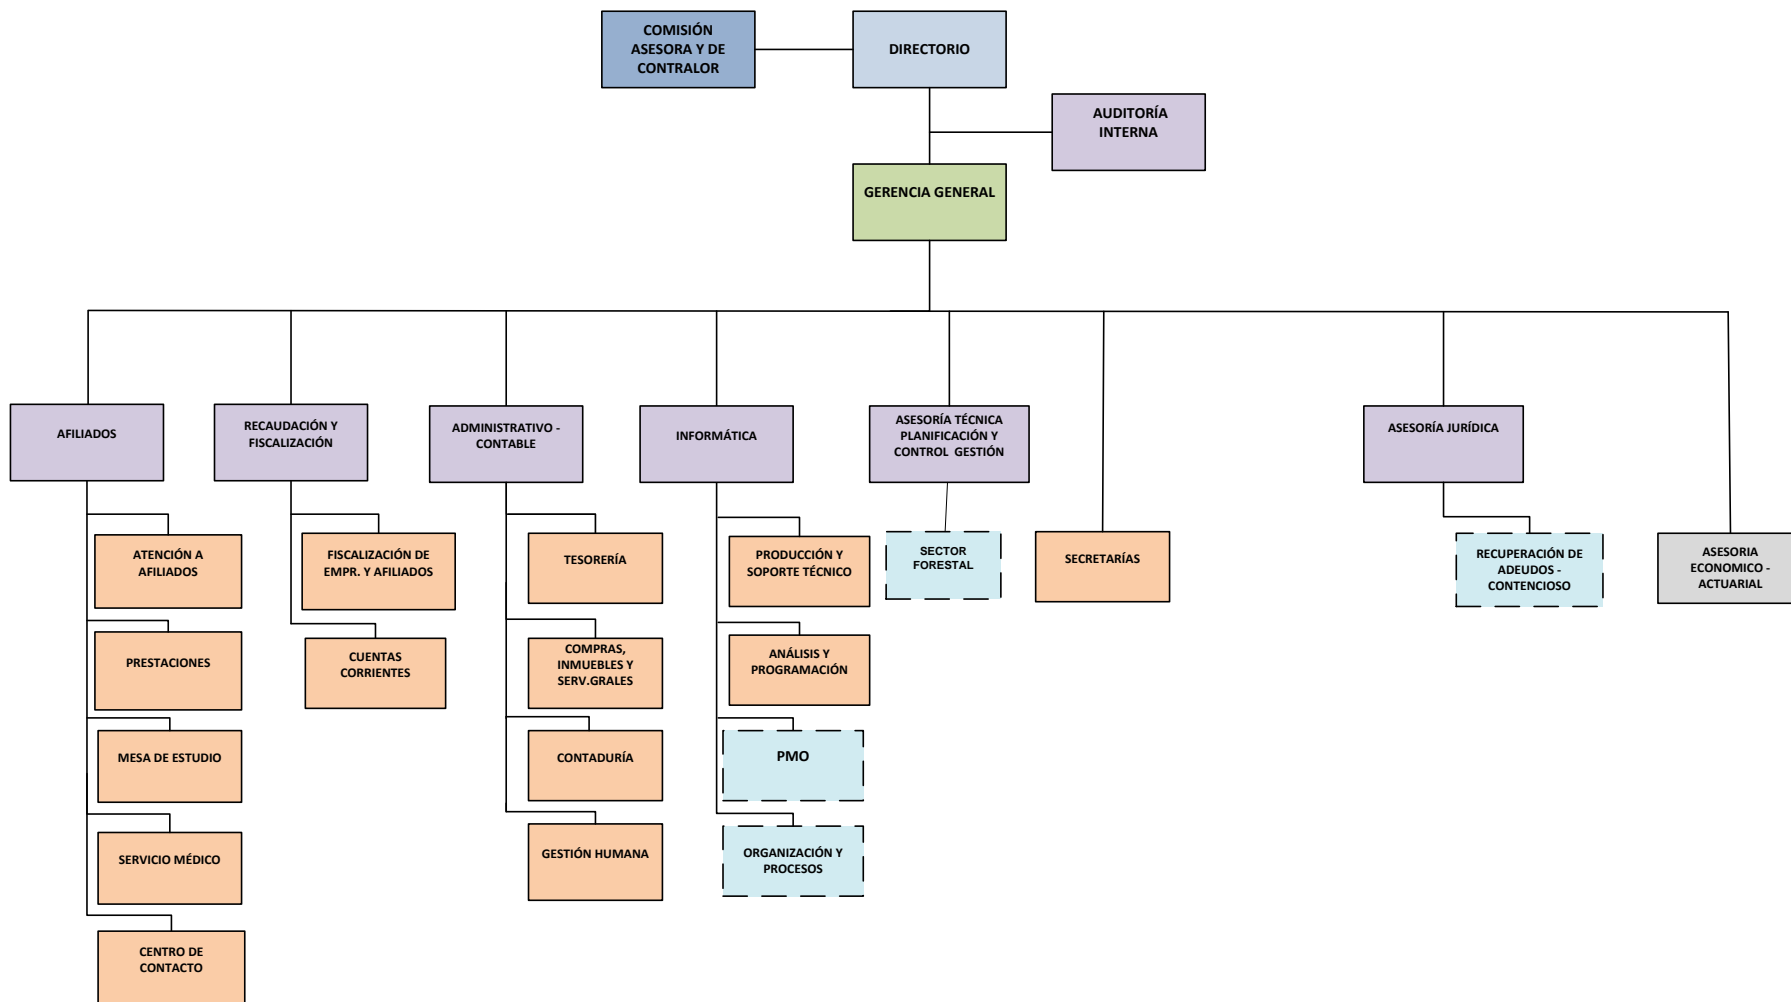 COMISIÓN
ASESORA Y DE
CONTRALOR
DIRECTORIO
AUDITORÍA
INTERNA
GERENCIA GENERAL
AFILIADOS
RECAUDACIÓN Y
FISCALIZACIÓN
ADMINISTRATIVO -
CONTABLE
INFORMÁTICA
ASESORÍA TÉCNICA
PLANIFICACIÓN Y
CONTROL GESTIÓN
ASESORÍA JURÍDICA
ATENCIÓN A
AFILIADOS
FISCALIZACIÓN DE
EMPR. Y AFILIADOS
TESORERÍA
PRODUCCIÓN Y
SOPORTE TÉCNICO
SECTOR
FORESTAL
SECRETARÍAS
RECUPERACIÓN DE
ADEUDOS -
CONTENCIOSO
ASESORIA
ECONOMICO -
ACTUARIAL
PRESTACIONES
CUENTAS
CORRIENTES
COMPRAS,
INMUEBLES Y
SERV.GRALES
ANÁLISIS Y
PROGRAMACIÓN
MESA DE ESTUDIO
CONTADURÍA
PMO
SERVICIO MÉDICO
GESTIÓN HUMANA
ORGANIZACIÓN Y
PROCESOS
CENTRO DE
CONTACTO